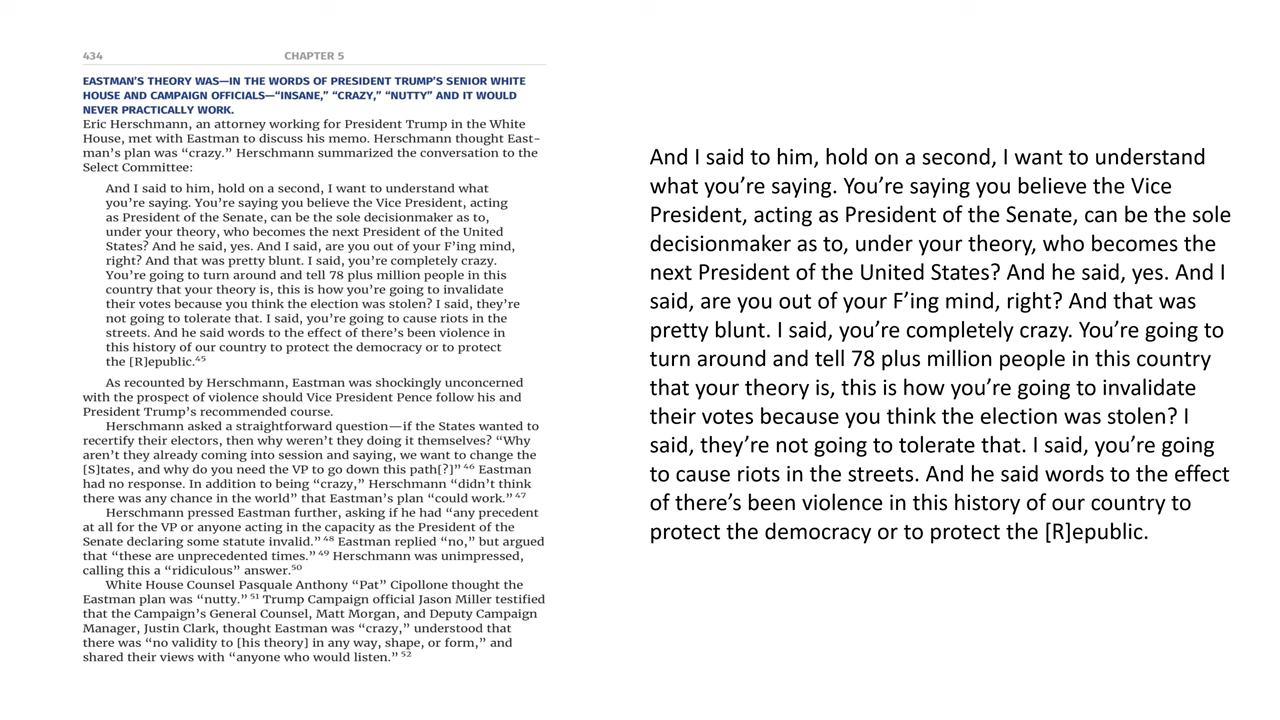 434 CHAPTER 5
EASTMAN'S THEORY WAS—IN THE WORDS OF PRESIDENT TRUMP'S SENIOR WHITE
HOUSE AND CAMPAIGN OFFICIALS—“INSANE,” “CRAZY,” “NUTTY” AND IT WOULD
NEVER PRACTICALLY WORK.
Eric Herschmann, an attorney working for President Trump in the White
House, met with Eastman to discuss his memo. Herschmann thought East-
man’s plan was “crazy.” Herschmann summarized the conversation to the
Select Committee:
And I said to him, hold on a second, I want to understand what
you’re saying. You’re saying you believe the Vice President, acting
as President of the Senate, can be the sole decisionmaker as to,
under your theory, who becomes the next President of the United
States? And he said, yes. And I said, are you out of your F’ing mind,
right? And that was pretty blunt. I said, you’re completely crazy.
You’re going to turn around and tell 78 plus million people in this
country that your theory is, this is how you’re going to invalidate
their votes because you think the election was stolen? I said, they’re
not going to tolerate that. I said, you’re going to cause riots in the
streets. And he said words to the effect of there’s been violence in
this history of our country to protect the democracy or to protect
the [R]epublic.45
As recounted by Herschmann, Eastman was shockingly unconcerned
with the prospect of violence should Vice President Pence follow his and
President Trump’s recommended course.
Herschmann asked a straightforward question—if the States wanted to
recertify their electors, then why weren’t they doing it themselves? “Why
aren’t they already coming into session and saying, we want to change the
[S]tates, and why do you need the VP to go down this path[?]” 46 Eastman
had no response. In addition to being “crazy,” Herschmann “didn’t think
there was any chance in the world” that Eastman’s plan “could work.” 47
Herschmann pressed Eastman further, asking if he had “any precedent
at all for the VP or anyone acting in the capacity as the President of the
Senate declaring some statute invalid.” 48 Eastman replied “no,” but argued
that “these are unprecedented times.” 49 Herschmann was unimpressed,
calling this a “ridiculous” answer.50
White House Counsel Pasquale Anthony “Pat” Cipollone thought the
Eastman plan was “nutty.” 51 Trump Campaign official Jason Miller testified
that the Campaign’s General Counsel, Matt Morgan, and Deputy Campaign
Manager, Justin Clark, thought Eastman was “crazy,” understood that
there was “no validity to [his theory] in any way, shape, or form,” and
shared their views with “anyone who would listen.” 52
And I said to him, hold on a second, I want to understand
what you’re saying. You’re saying you believe the Vice
President, acting as President of the Senate, can be the sole
decisionmaker as to, under your theory, who becomes the
next President of the United States? And he said, yes. And I
said, are you out of your F’ing mind, right? And that was
pretty blunt. I said, you’re completely crazy. You’re going to
turn around and tell 78 plus million people in this country
that your theory is, this is how you’re going to invalidate
their votes because you think the election was stolen? I
said, they’re not going to tolerate that. I said, you’re going
to cause riots in the streets. And he said words to the effect
of there’s been violence in this history of our country to
protect the democracy or to protect the [R]epublic.